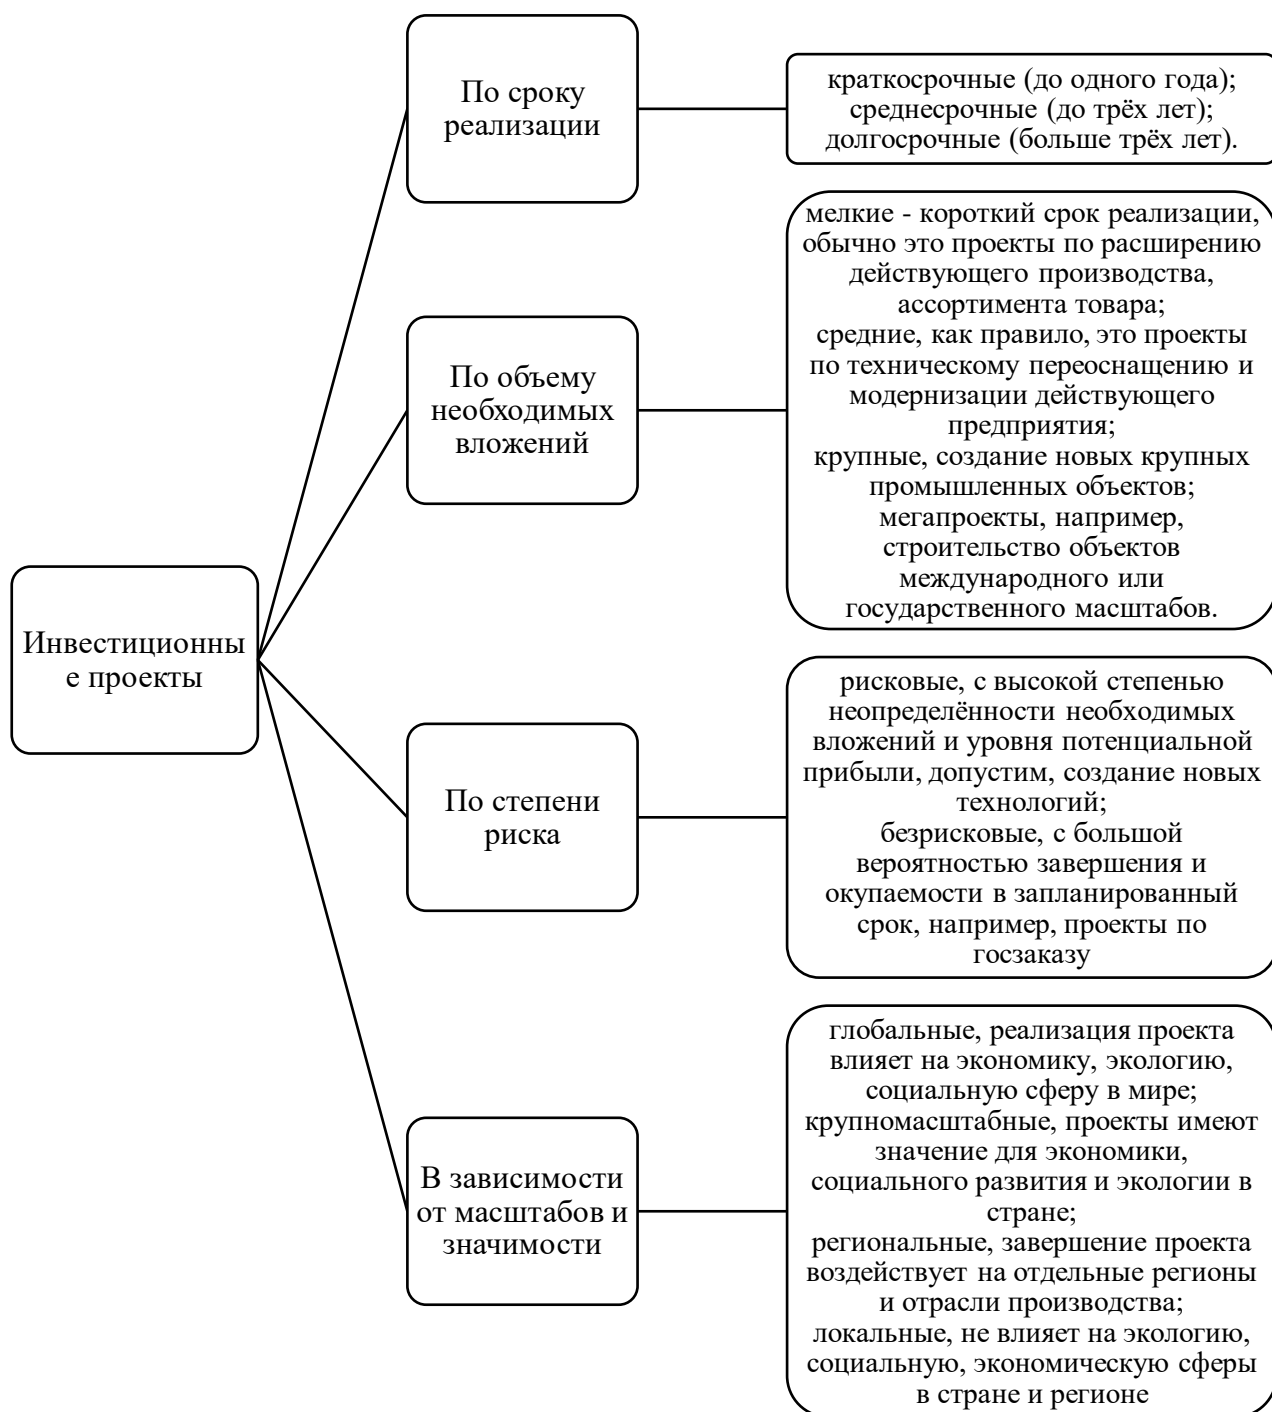 По сроку
реализации
краткосрочные (до одного года);
среднесрочные (до трёх лет);
долгосрочные (больше трёх лет).
По объему
необходимых
вложений
мелкие - короткий срок реализации,
обычно это проекты по расширению
действующего производства,
ассортимента товара;
средние, как правило, это проекты
по техническому переоснащению и
модернизации действующего
предприятия;
крупные, создание новых крупных
промышленных объектов;
мегапроекты, например,
строительство объектов
международного или
государственного масштабов.
Инвестиционны
е проекты
По степени
риска
рисковые, с высокой степенью
неопределённости необходимых
вложений и уровня потенциальной
прибыли, допустим, создание новых
технологий;
безрисковые, с большой
вероятностью завершения и
окупаемости в запланированный
срок, например, проекты по
госзаказу
В зависимости
от масштабов и
значимости
глобальные, реализация проекта
влияет на экономику, экологию,
социальную сферу в мире;
крупномасштабные, проекты имеют
значение для экономики,
социального развития и экологии в
стране;
региональные, завершение проекта
воздействует на отдельные регионы
и отрасли производства;
локальные, не влияет на экологию,
социальную, экономическую сферы
в стране и регионе